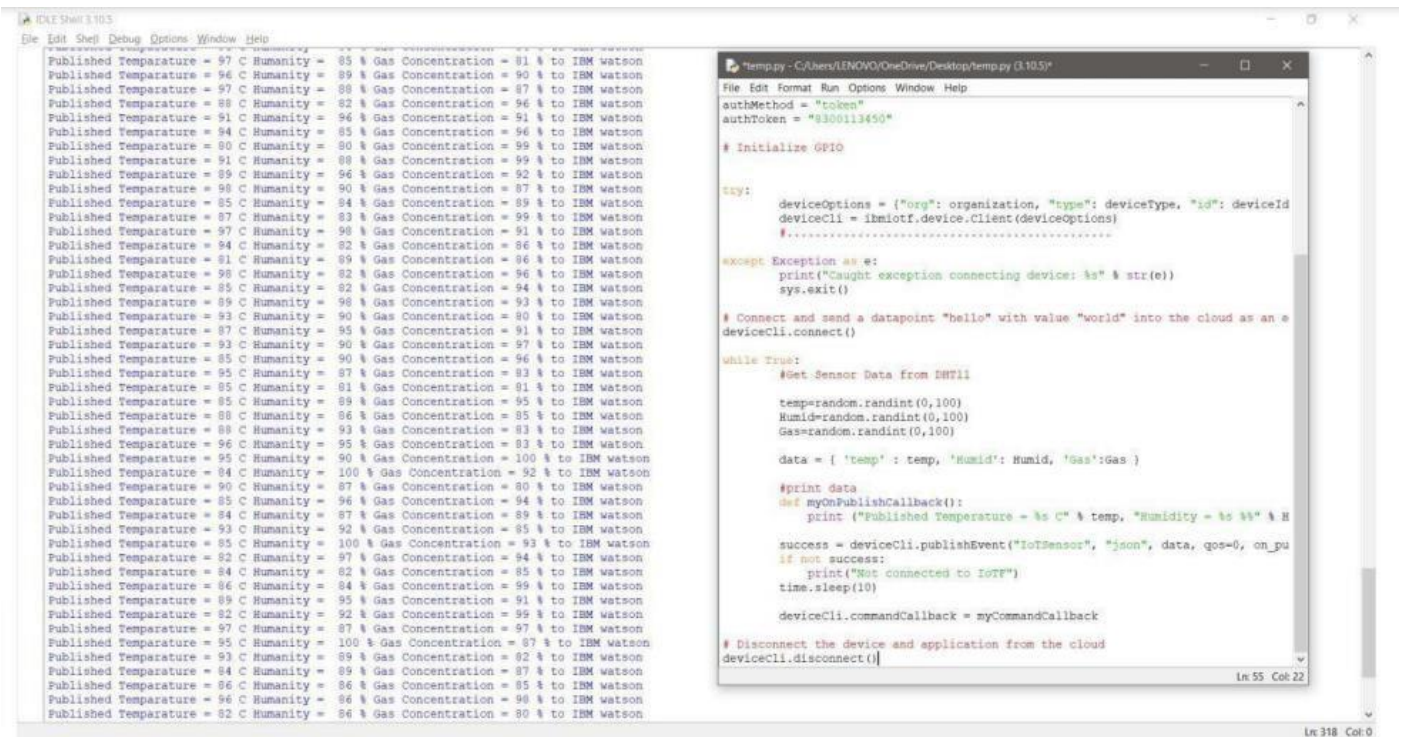 IDLE Shell 3.10.5
File Edit Shell Debug Options Window Help
Published Temparature = 97 C Humanity = 85 % Gas Concentration = 81 % to IBM watson
Published Temparature = 96 C Humanity = 89 % Gas Concentration = 90 % to IBM watson
Published Temparature = 97 C Humanity = 88 % Gas Concentration = 87 % to IBM watson
Published Temparature = 88 C Humanity = 82 % Gas Concentration = 96 % to IBM watson
Published Temparature = 91 C Humanity = 96 % Gas Concentration = 91 % to IBM watson
Published Temparature = 94 C Humanity = 85 % Gas Concentration = 96 % to IBM watson
Published Temparature = 80 C Humanity = 80 % Gas Concentration = 99 % to IBM watson
Published Temparature = 91 C Humanity = 88 % Gas Concentration = 99 % to IBM watson
Published Temparature = 89 C Humanity = 96 % Gas Concentration = 92 % to IBM watson
Published Temparature = 98 C Humanity = 90 % Gas Concentration = 87 % to IBM watson
Published Temparature = 85 C Humanity = 84 % Gas Concentration = 89 % to IBM watson
Published Temparature = 87 C Humanity = 83 % Gas Concentration = 99 % to IBM watson
Published Temparature = 97 C Humanity = 98 % Gas Concentration = 91 % to IBM watson
Published Temparature = 94 C Humanity = 82 % Gas Concentration = 86 % to IBM watson
Published Temparature = 81 C Humanity = 89 % Gas Concentration = 86 % to IBM watson
Published Temparature = 98 C Humanity = 82 % Gas Concentration = 96 % to IBM watson
Published Temparature = 85 C Humanity = 82 % Gas Concentration = 94 % to IBM watson
Published Temparature = 89 C Humanity = 98 % Gas Concentration = 93 % to IBM watson
Published Temparature = 93 C Humanity = 90 % Gas Concentration = 80 % to IBM watson
Published Temparature = 87 C Humanity = 95 % Gas Concentration = 91 % to IBM watson
Published Temparature = 93 C Humanity = 90 % Gas Concentration = 97 % to IBM watson
Published Temparature = 85 C Humanity = 90 % Gas Concentration = 96 % to IBM watson
Published Temparature = 95 C Humanity = 87 % Gas Concentration = 83 % to IBM watson
Published Temparature = 85 C Humanity = 81 % Gas Concentration = 81 % to IBM watson
Published Temparature = 85 C Humanity = 89 % Gas Concentration = 95 % to IBM watson
Published Temparature = 88 C Humanity = 86 % Gas Concentration = 85 % to IBM watson
Published Temparature = 88 C Humanity = 93 % Gas Concentration = 83 % to IBM watson
Published Temparature = 96 C Humanity = 95 % Gas Concentration = 83 % to IBM watson
Published Temparature = 95 C Humanity = 90 % Gas Concentration = 100 % to IBM watson
Published Temparature = 84 C Humanity = 100 % Gas Concentration = 92 % to IBM watson
Published Temparature = 90 C Humanity = 87 % Gas Concentration = 80 % to IBM watson
Published Temparature = 85 C Humanity = 96 % Gas Concentration = 94 % to IBM watson
Published Temparature = 84 C Humanity = 87 % Gas Concentration = 89 % to IBM watson
Published Temparature = 93 C Humanity = 92 % Gas Concentration = 85 % to IBM watson
Published Temparature = 85 C Humanity = 100 % Gas Concentration = 93 % to IBM watson
Published Temparature = 82 C Humanity = 97 % Gas Concentration = 94 % to IBM watson
Published Temparature = 84 C Humanity = 82 % Gas Concentration = 85 % to IBM watson
Published Temparature = 86 C Humanity = 84 % Gas Concentration = 99 % to IBM watson
Published Temparature = 89 C Humanity = 95 % Gas Concentration = 91 % to IBM watson
Published Temparature = 82 C Humanity = 92 % Gas Concentration = 99 % to IBM watson
Published Temparature = 97 C Humanity = 87 % Gas Concentration = 97 % to IBM watson
Published Temparature = 95 C Humanity = 100 % Gas Concentration = 87 % to IBM watson
Published Temparature = 93 C Humanity = 89 % Gas Concentration = 82 % to IBM watson
Published Temparature = 84 C Humanity = 89 % Gas Concentration = 87 % to IBM watson
Published Temparature = 86 C Humanity = 86 % Gas Concentration = 85 % to IBM watson
Published Temparature = 96 C Humanity = 86 % Gas Concentration = 98 % to IBM watson
Published Temparature = 82 C Humanity = 86 % Gas Concentration = 80 % to IBM watson
Ln: 318 Col: 0
*temp.py - C:/Users/LENOVO/OneDrive/Desktop/temp.py (3.10.5)*
File Edit Format Run Options Window Help
authMethod = "token"
authToken = "8300113450"
# Initialize GPIO
try:
deviceOptions = {"org": organization, "type": deviceType, "id": deviceId
deviceCli = ibmiotf.device.Client(deviceOptions)
#..............................................
except Exception as e:
print("Caught exception connecting device: %s" % str(e))
sys.exit()
# Connect and send a datapoint "hello" with value "world" into the cloud as an e
deviceCli.connect()
while True:
#Get Sensor Data from DHT11
temp=random.randint(0,100)
Humid=random.randint(0,100)
Gas=random.randint(0,100)
data = { 'temp' : temp, 'Humid': Humid, 'Gas':Gas }
#print data
def myOnPublishCallback():
print ("Published Temperature = %s C" % temp, "Humidity = %s %%" % H
success = deviceCli.publishEvent("IoTSensor", "json", data, qos=0, on_pu
if not success:
print("Not connected to IoTF")
time.sleep(10)
deviceCli.commandCallback = myCommandCallback
# Disconnect the device and application from the cloud
deviceCli.disconnect()
Ln: 55 Col: 22